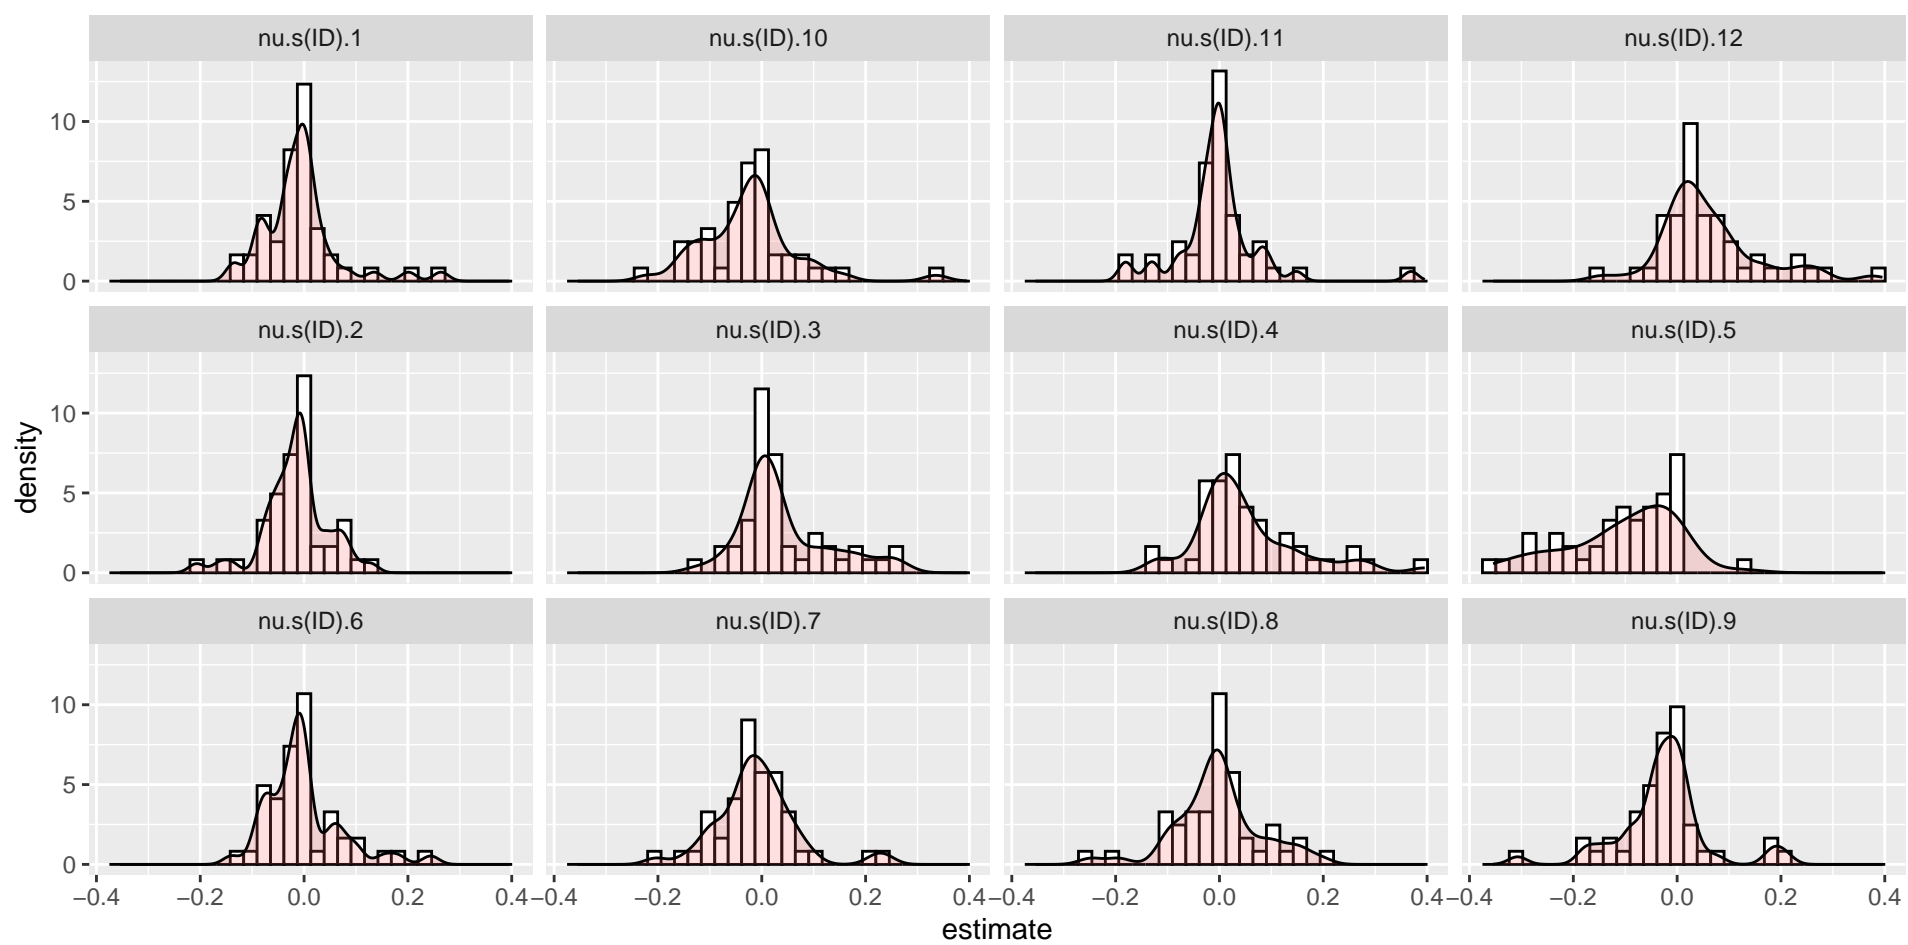 nu.s(ID).1 nu.s(ID).10 nu.s(ID).11 nu.s(ID).12
10
5
0
nu.s(ID).2 nu.s(ID).3 nu.s(ID).4 nu.s(ID).5
10
5
0
density
nu.s(ID).6 nu.s(ID).7 nu.s(ID).8 nu.s(ID).9
10
5
0
−0.4 −0.2 0.0 0.2 0.4 −0.4 −0.2 0.0 0.2 0.4 −0.4 −0.2 0.0 0.2 0.4 −0.4 −0.2 0.0 0.2 0.4
estimate